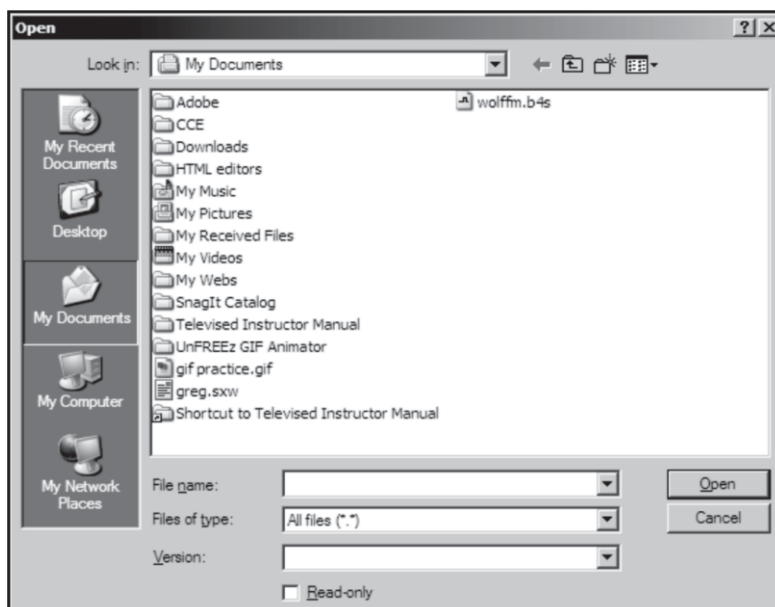 Open
Look in: My Documents
My Recent
Documents
Desktop
My Documents
My Computer
My Network
Places
Adobe
CCE
Downloads
HTML editors
My Music
My Pictures
My Received Files
My Videos
My Webs
SnagIt Catalog
Televised Instructor Manual
UnFREEz GIF Animator
gif practice.gif
greg.sxw
Shortcut to Televised Instructor Manual
wolffm.b4s
File name:
Open
Files of type: All files (*.*)
Cancel
Version:
Read-only